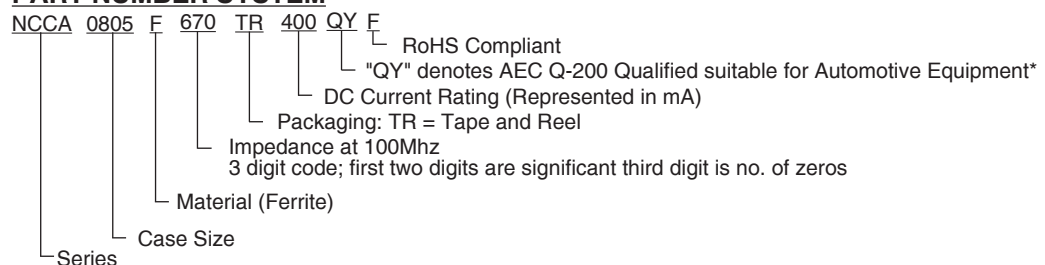 PART NUMBER SYSTEM
NCCA 0805 F 670 TR 400 QY F
RoHS Compliant
"QY" denotes AEC Q-200 Qualified suitable for Automotive Equipment*
DC Current Rating (Represented in mA)
Packaging: TR = Tape and Reel
Impedance at 100Mhz
3 digit code; first two digits are significant third digit is no. of zeros
Material (Ferrite)
Case Size
Series